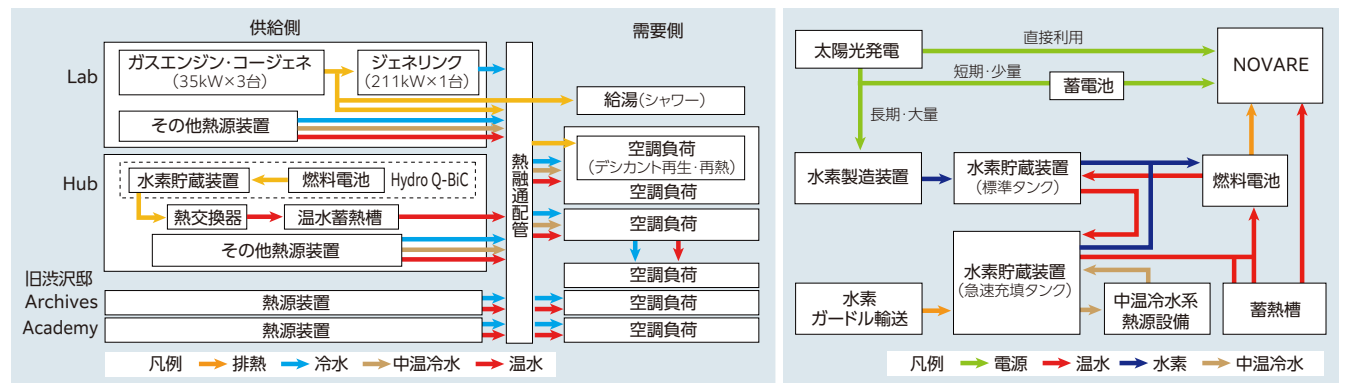 供給側
需要側
Lab
ガスエンジン・コージェネ
(35kW×3台)
ジェネリンク
(211kW×1台)
給湯(シャワー)
その他熱源装置
空調負荷
(デシカント再生・再熱)
空調負荷
Hub
水素貯蔵装置
燃料電池
Hydro Q-BiC
熱交換器
温水蓄熱槽
空調負荷
その他熱源装置
熱融通配管
旧渋沢邸
空調負荷
Archives
熱源装置
空調負荷
Academy
熱源装置
空調負荷
凡例
排熱
冷水
中温冷水
温水
太陽光発電
直接利用
NOVARE
短期・少量
蓄電池
長期・大量
水素製造装置
水素貯蔵装置
(標準タンク)
燃料電池
水素貯蔵装置
(急速充填タンク)
水素
ガードル輸送
中温冷水系
熱源設備
蓄熱槽
凡例
電源
温水
水素
中温冷水